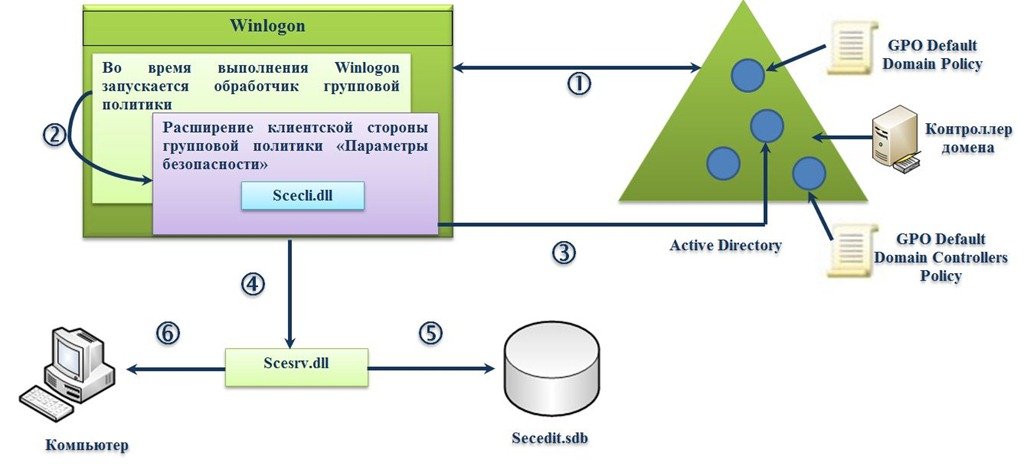 Winlogon
Во время выполнения Winlogon
запускается обработчик групповой
политики
Расширение клиентской стороны
групповой политики «Параметры
безопасности»
Scecli.dll
①
②
③
④
⑤
⑥
GPO Default
Domain Policy
Контроллер
домена
Active Directory
GPO Default
Domain Controllers
Policy
Scesrv.dll
Компьютер
Secedit.sdb